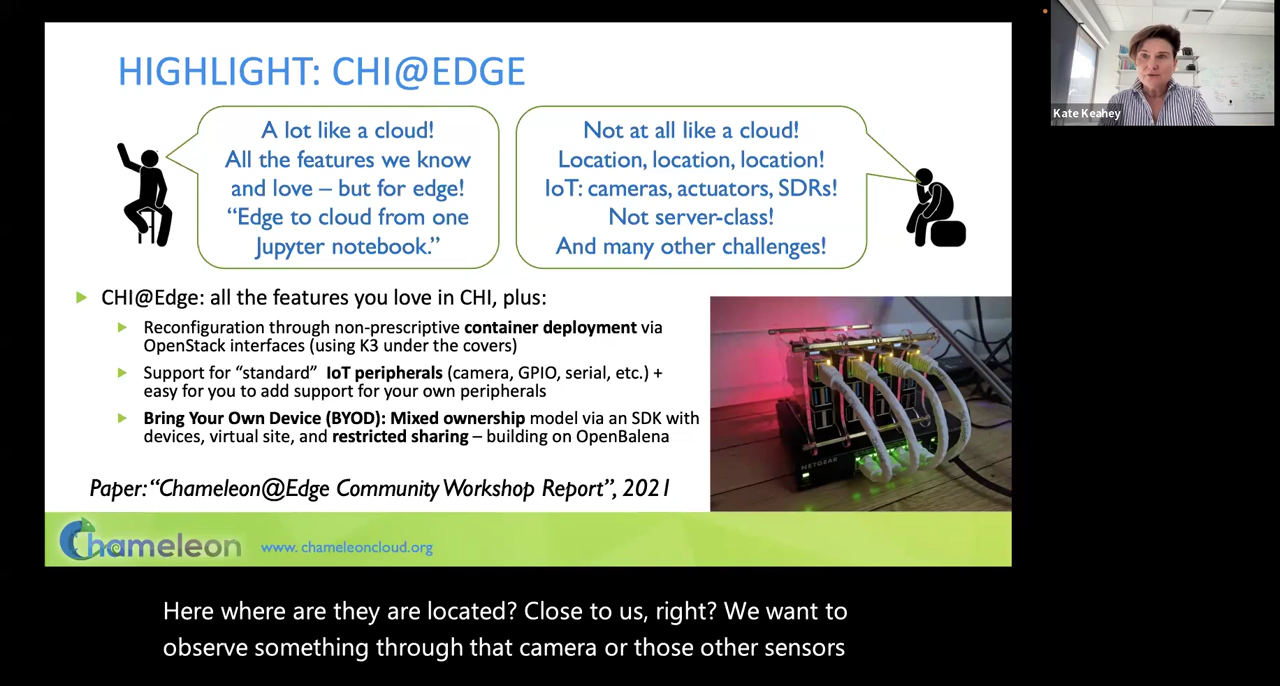 HIGHLIGHT: CHI@EDGE
A lot like a cloud!
All the features we know
and love – but for edge!
“Edge to cloud from one
Jupyter notebook.”
Not at all like a cloud!
Location, location, location!
IoT: cameras, actuators, SDRs!
Not server-class!
And many other challenges!
CHI@Edge: all the features you love in CHI, plus:
Reconfiguration through non-prescriptive container deployment via
OpenStack interfaces (using K3 under the covers)
Support for “standard” IoT peripherals (camera, GPIO, serial, etc.) +
easy for you to add support for your own peripherals
Bring Your Own Device (BYOD): Mixed ownership model via an SDK with
devices, virtual site, and restricted sharing – building on OpenBalena
Paper: “Chameleon@Edge Community Workshop Report”, 2021
NETGEAR
Chameleon
www. chameleoncloud.org
Kate Keahey
Here where are they are located? Close to us, right? We want to
observe something through that camera or those other sensors